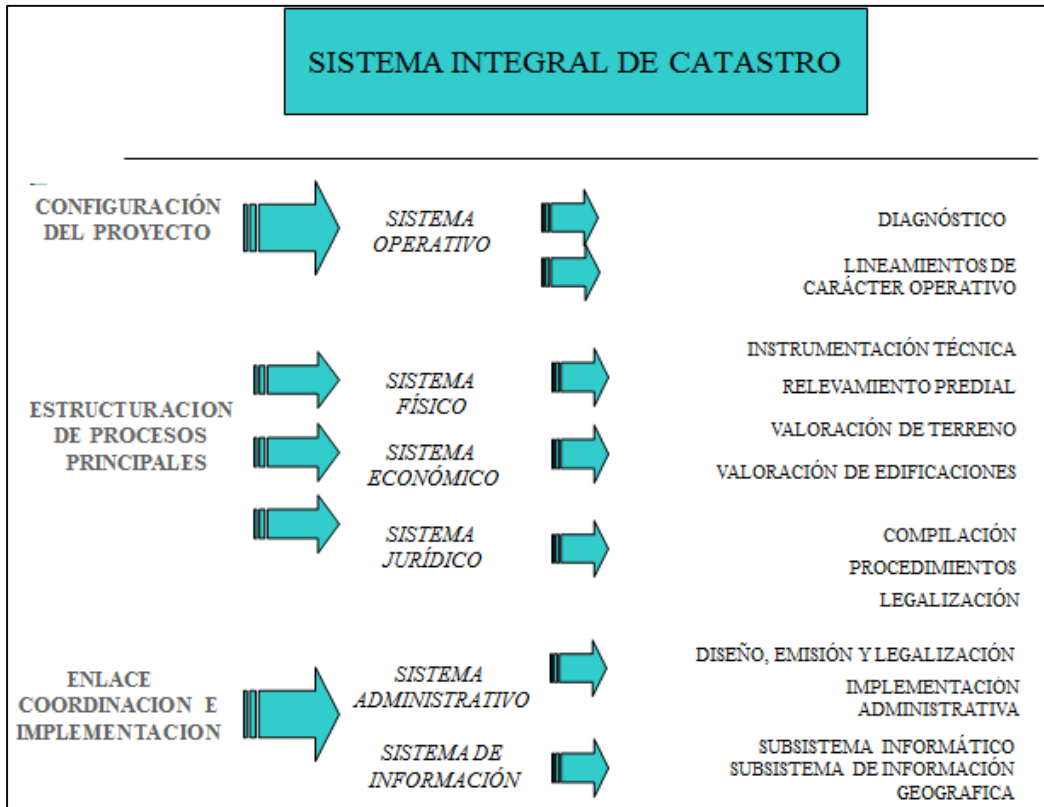 SISTEMA INTEGRAL DE CATASTRO
CONFIGURACIÓN
DEL PROYECTO
SISTEMA
OPERATIVO
DIAGNÓSTICO
LINEAMIENTOS DE
CARÁCTER OPERATIVO
ESTRUCTURACION
DE PROCESOS
PRINCIPALES
SISTEMA
FÍSICO
INSTRUMENTACIÓN TÉCNICA
RELEVAMIENTO PREDIAL
SISTEMA
ECONÓMICO
VALORACIÓN DE TERRENO
VALORACIÓN DE EDIFICACIONES
SISTEMA
JURÍDICO
COMPILACIÓN
PROCEDIMIENTOS
LEGALIZACIÓN
ENLACE
COORDINACION E
IMPLEMENTACION
SISTEMA
ADMINISTRATIVO
DISEÑO, EMISIÓN Y LEGALIZACIÓN
IMPLEMENTACIÓN
ADMINISTRATIVA
SISTEMA DE
INFORMACIÓN
SUBSISTEMA INFORMÁTICO
SUBSISTEMA DE INFORMACIÓN
GEOGRAFICA